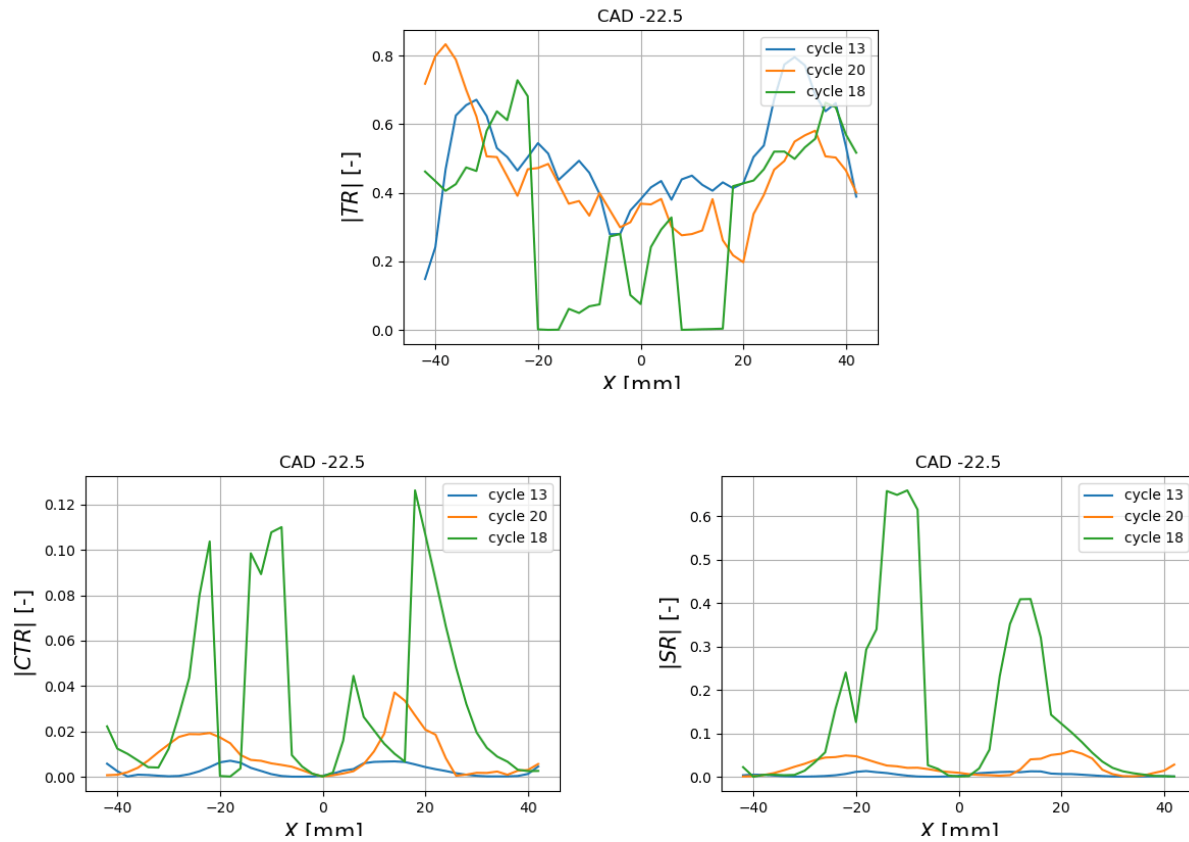 CAD -22.5
cycle 13
cycle 20
cycle 18
|TR| [-]
0.8
0.6
0.4
0.2
0.0
−40 −20 0 20 40
X [mm]
CAD -22.5
cycle 13
cycle 20
cycle 18
|CTR| [-]
0.12
0.10
0.08
0.06
0.04
0.02
0.00
−40 −20 0 20 40
X [mm]
CAD -22.5
cycle 13
cycle 20
cycle 18
|SR| [-]
0.6
0.5
0.4
0.3
0.2
0.1
0.0
−40 −20 0 20 40
X [mm]